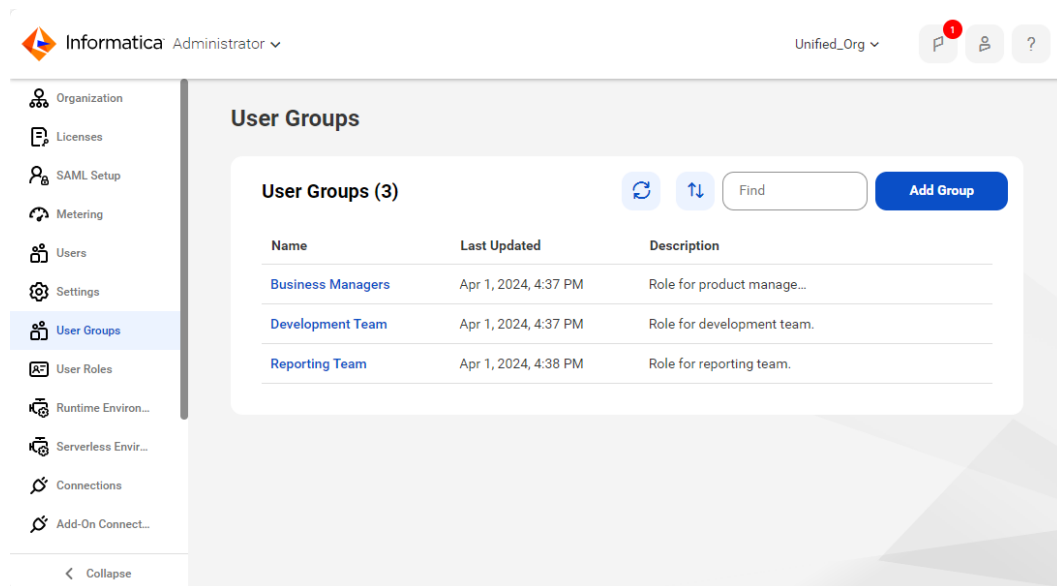 Informatica Administrator
Unified_Org
1
?
Organization
Licenses
SAML Setup
Metering
Users
Settings
User Groups
User Roles
Runtime Environ...
Serverless Envir...
Connections
Add-On Connect...
Collapse
User Groups
User Groups (3)
Find
Add Group
Name Last Updated Description
Business Managers Apr 1, 2024, 4:37 PM Role for product manage...
Development Team Apr 1, 2024, 4:37 PM Role for development team.
Reporting Team Apr 1, 2024, 4:38 PM Role for reporting team.